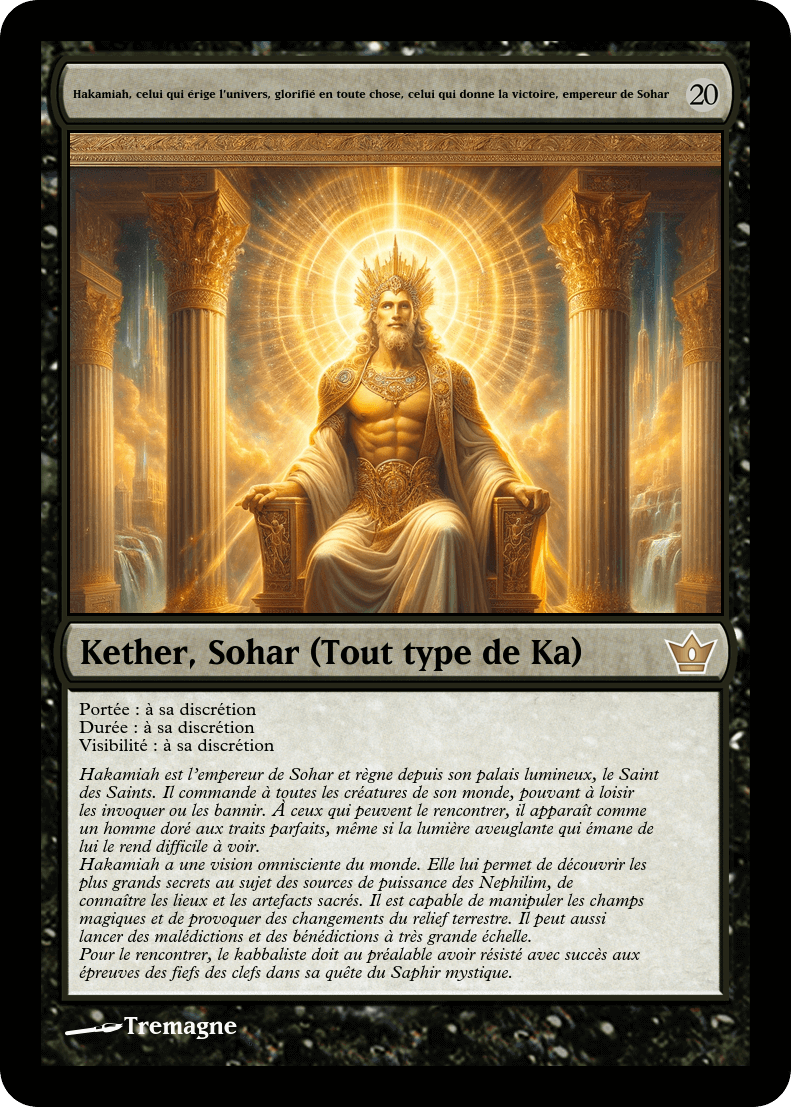 Hakamiah, celui qui érige l'univers, glorifié en toute chose, celui qui donne la victoire, empereur de Sohar
20
Kether, Sohar (Tout type de Ka)
Portée : à sa discrétion
Durée : à sa discrétion
Visibilité : à sa discrétion
Hakamiah est l'empereur de Sohar et règne depuis son palais lumineux, le Saint
des Saints. Il commande à toutes les créatures de son monde, pouvant à loisir
les invoquer ou les bannir. À ceux qui peuvent le rencontrer, il apparaît comme
un homme doré aux traits parfaits, même si la lumière aveuglante qui émane de
lui le rend difficile à voir.
Hakamiah a une vision omnisciente du monde. Elle lui permet de découvrir les
plus grands secrets au sujet des sources de puissance des Nephilim, de
connaître les lieux et les artefacts sacrés. Il est capable de manipuler les champs
magiques et de provoquer des changements du relief terrestre. Il peut aussi
lancer des malédictions et des bénédictions à très grande échelle.
Pour le rencontrer, le kabbaliste doit au préalable avoir résisté avec succès aux
épreuves des fiefs des clefs dans sa quête du Saphir mystique.
Tremagne